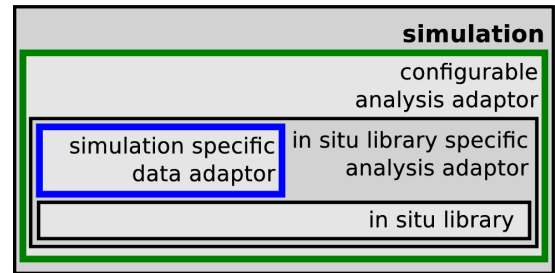 simulation
configurable
analysis adaptor
simulation specific
data adaptor
in situ library specific
analysis adaptor
in situ library